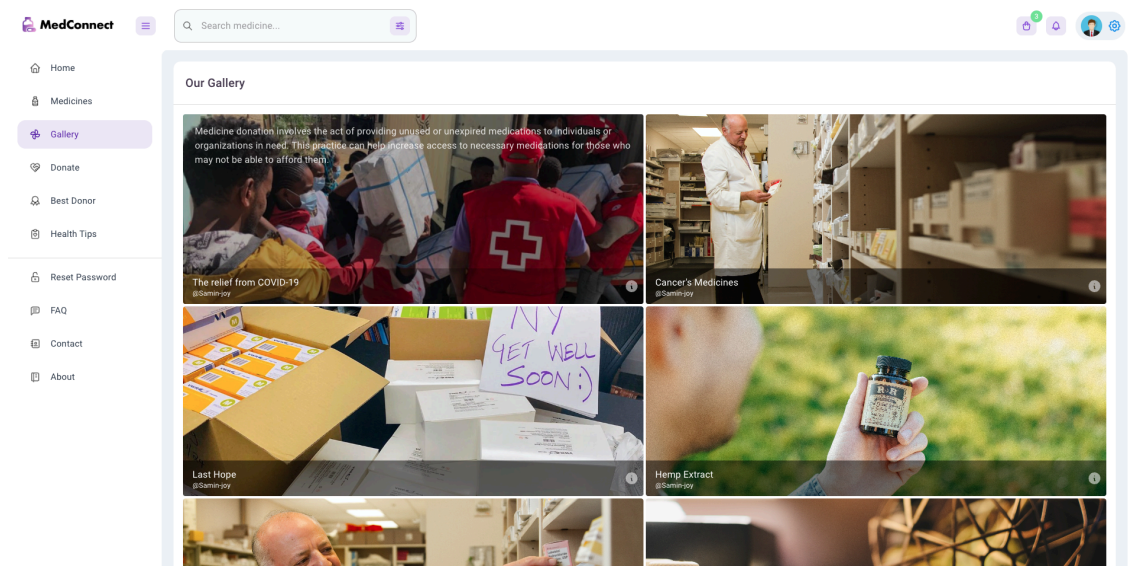 MedConnect
Search medicine...
3
Home
Medicines
Gallery
Donate
Best Donor
Health Tips
Reset Password
FAQ
Contact
About
Our Gallery
Medicine donation involves the act of providing unused or unexpired medications to individuals or
organizations in need. This practice can help increase access to necessary medications for those who
may not be able to afford them.
The relief from COVID-19
@Samin-joy
Cancer's Medicines
@Samin-joy
NY
GET WELL
SOON :)
Last Hope
@Samin-joy
R R
Hemp Extract
@Samin-joy